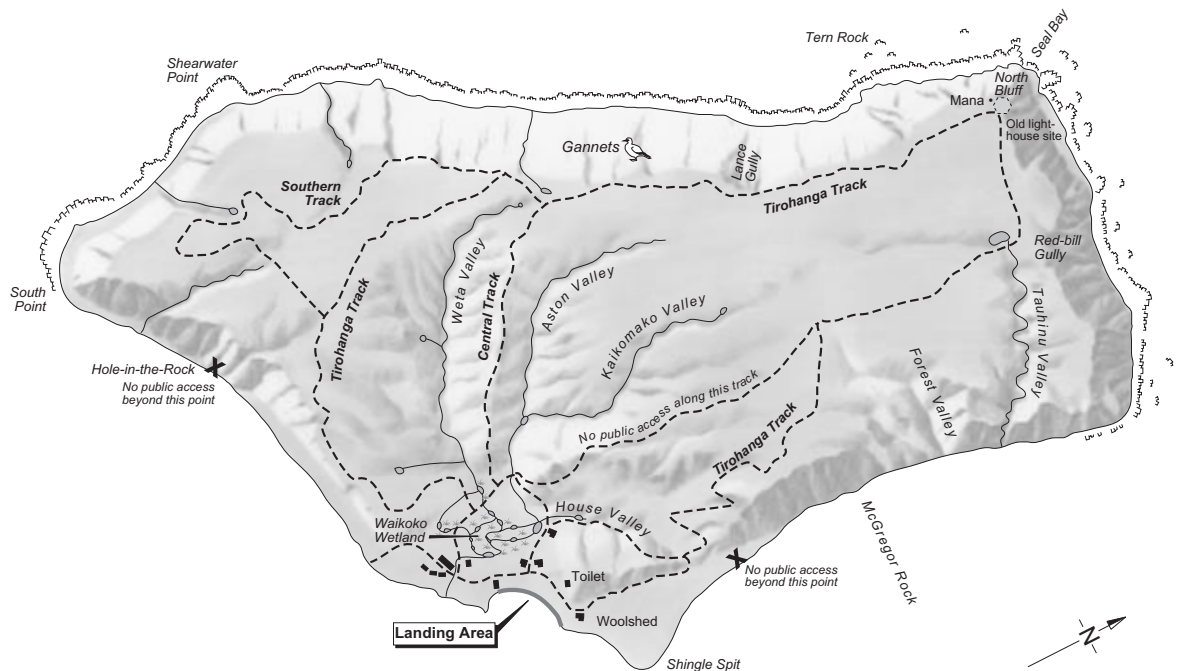 Seal Bay
Tern Rock
Shearwater
Point
North
Bluff
Mana
Old light-
house site
Gannets
Lance
Gully
Southern
Track
Tirohanga Track
Red-bill
Gully
South
Point
Weta Valley
Central Track
Aston Valley
Kaikomako Valley
Tirohanga Track
Tauhinu Valley
Forest Valley
Hole-in-the-Rock
No public access
beyond this point
No public access along this track
Tirohanga Track
House Valley
Waikoko
Wetland
McGregor Rock
No public access
beyond this point
Toilet
Woolshed
Landing Area
Shingle Spit
N